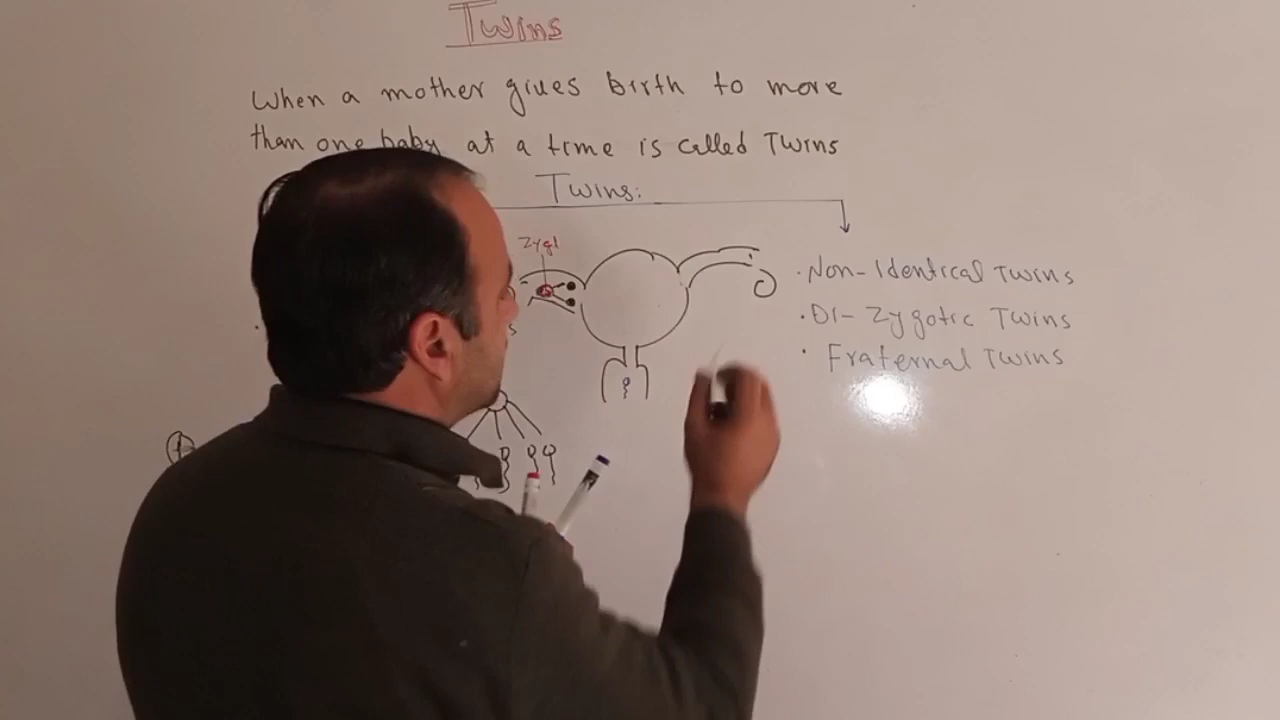 Twins
When a mother gives birth to more
than one baby at a time is called Twins
Twins:
Zyg
• Non-Identical Twins
• Di-Zygotic Twins
• Fraternal Twins